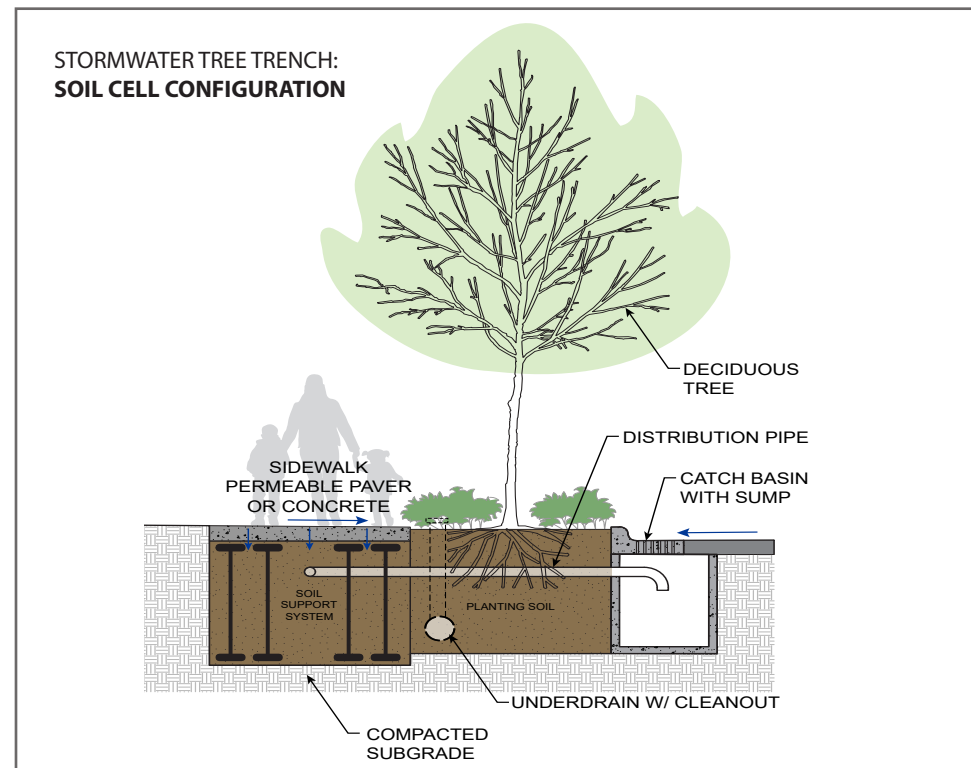 STORMWATER TREE TRENCH:
SOIL CELL CONFIGURATION
DECIDUOUS
TREE
DISTRIBUTION PIPE
SIDEWALK
PERMEABLE PAVER
OR CONCRETE
CATCH BASIN
WITH SUMP
SOIL
SUPPORT
SYSTEM
PLANTING SOIL
UNDERDRAIN W/ CLEANOUT
COMPACTED
SUBGRADE